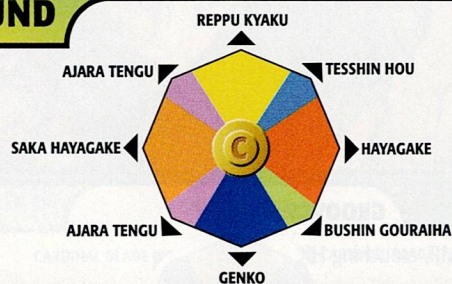 UND
REPPU KYAKU
AJARA TENGU
TESSHIN HOU
SAKA HAYAGAKE
C
HAYAGAKE
AJARA TENGU
BUSHIN GOURAIHA
GENKO